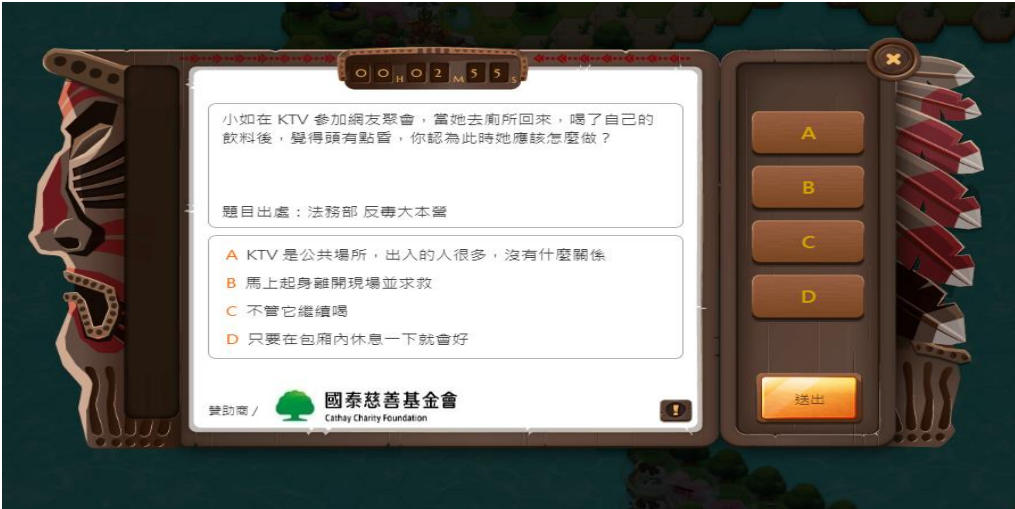 00H02M55S
小如在 KTV 參加網友聚會，當她去廁所回來，喝了自己的
飲料後，覺得頭有點昏，你認為此時她應該怎麼做？
題目出處：法務部 反毒大本營
A KTV 是公共場所，出入的人很多，沒有什麼關係
B 馬上起身離開現場並求救
C 不管它繼續喝
D 只要在包廂內休息一下就會好
贊助商/ 國泰慈善基金會
Cathay Charity Foundation
A
B
C
D
送出